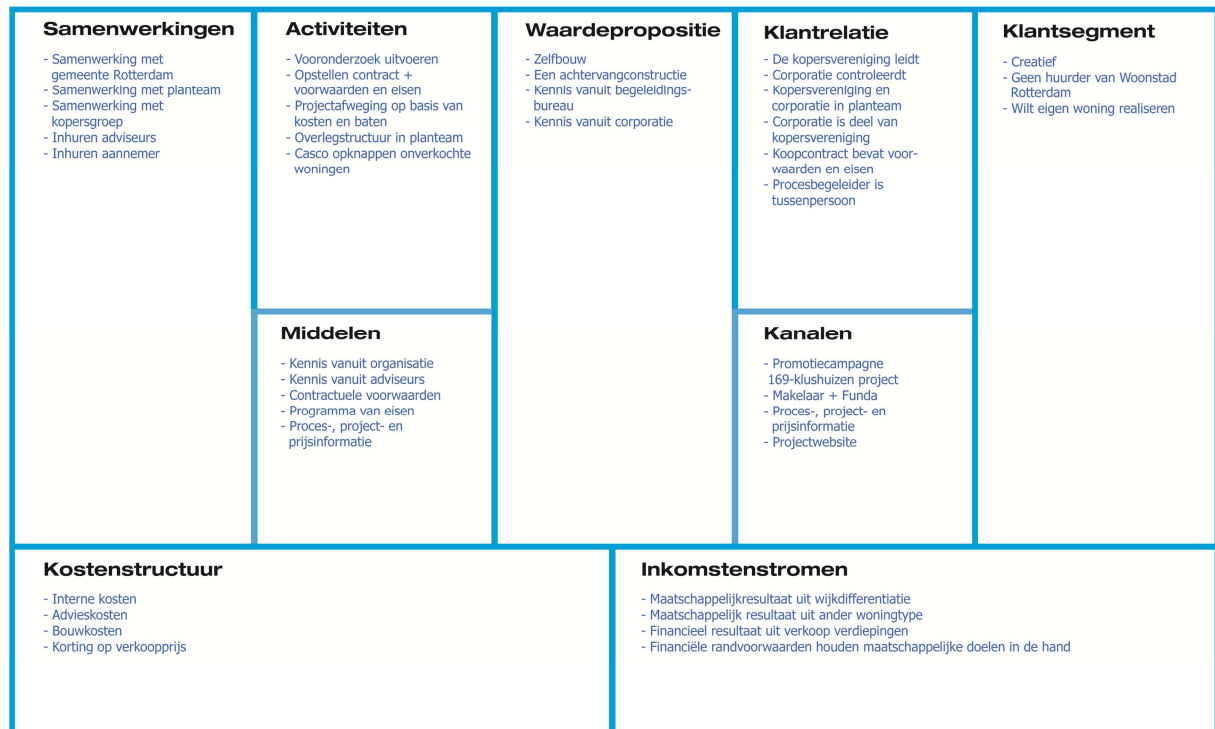 Samenwerkingen
- Samenwerking met
gemeente Rotterdam
- Samenwerking met planteam
- Samenwerking met
kopersgroep
- Inhuren adviseurs
- Inhuren aannemer
Activiteiten
- Vooronderzoek uitvoeren
- Opstellen contract +
voorwaarden en eisen
- Projectafweging op basis van
kosten en baten
- Overlegstructuur in planteam
- Casco opknappen onverkochte
woningen
Middelen
- Kennis vanuit organisatie
- Kennis vanuit adviseurs
- Contractuele voorwaarden
- Programma van eisen
- Proces-, project- en
prijsinformatie
Waardepropositie
- Zelfbouw
- Een achtervangconstructie
- Kennis vanuit begeleidings-
bureau
- Kennis vanuit corporatie
Klantrelatie
- De kopersvereniging leidt
- Corporatie controleerdt
- Kopersvereniging en
corporatie in planteam
- Corporatie is deel van
kopersvereniging
- Koopcontract bevat voor-
waarden en eisen
- Procesbegeleider is
tussenpersoon
Kanalen
- Promotiecampagne
169-klushuizen project
- Makelaar + Funda
- Proces-, project- en
prijsinformatie
- Projectwebsite
Klantsegment
- Creatief
- Geen huurder van Woonstad
Rotterdam
- Wilt eigen woning realiseren
Kostenstructuur
- Interne kosten
- Advieskosten
- Bouwkosten
- Korting op verkoopprijs
Inkomstenstromen
- Maatschappelijkresultaat uit wijkdifferentiatie
- Maatschappelijk resultaat uit ander woningtype
- Financieel resultaat uit verkoop verdiepingen
- Financiële randvoorwaarden houden maatschappelijke doelen in de hand